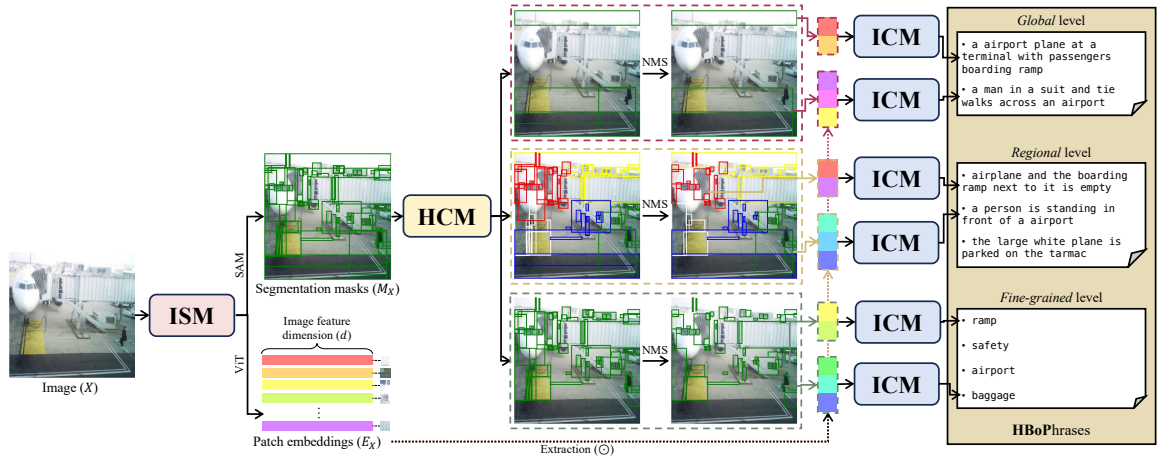 Image (X)
ISM
SAM
ViT
Segmentation masks (M_X)
Image feature
dimension (d)
⋮
Patch embeddings (E_X)
Extraction (⊙)
HCM
NMS
NMS
NMS
ICM
ICM
ICM
ICM
ICM
ICM
Global level
• a airport plane at a
terminal with passengers
boarding ramp
• a man in a suit and tie
walks across an airport
Regional level
• airplane and the boarding
ramp next to it is empty
• a person is standing in
front of a airport
• the large white plane is
parked on the tarmac
Fine-grained level
• ramp
• safety
• airport
• baggage
HBoPhrases